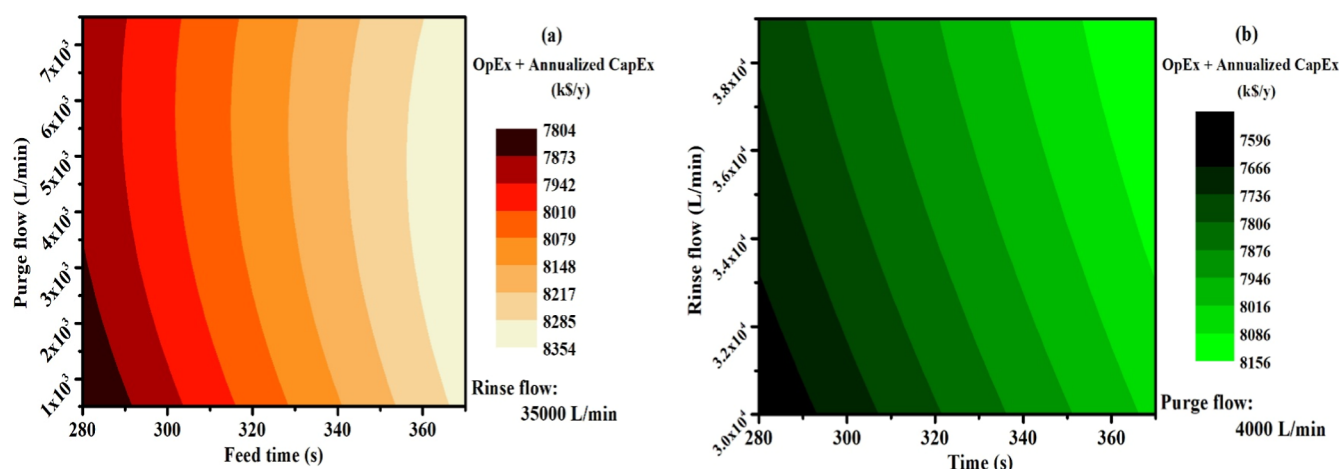 (a)
OpEx + Annualized CapEx
(k$/y)
7804
7873
7942
8010
8079
8148
8217
8285
8354
Rinse flow:
35000 L/min
Purge flow (L/min)
7x10³
6x10³
5x10³
4x10³
3x10³
2x10³
1x10³
280 300 320 340 360
Feed time (s)
(b)
OpEx + Annualized CapEx
(k$/y)
7596
7666
7736
7806
7876
7946
8016
8086
8156
Purge flow:
4000 L/min
Rinse flow (L/min)
3.8x10⁴
3.6x10⁴
3.4x10⁴
3.2x10⁴
3.0x10⁴
280 300 320 340 360
Time (s)